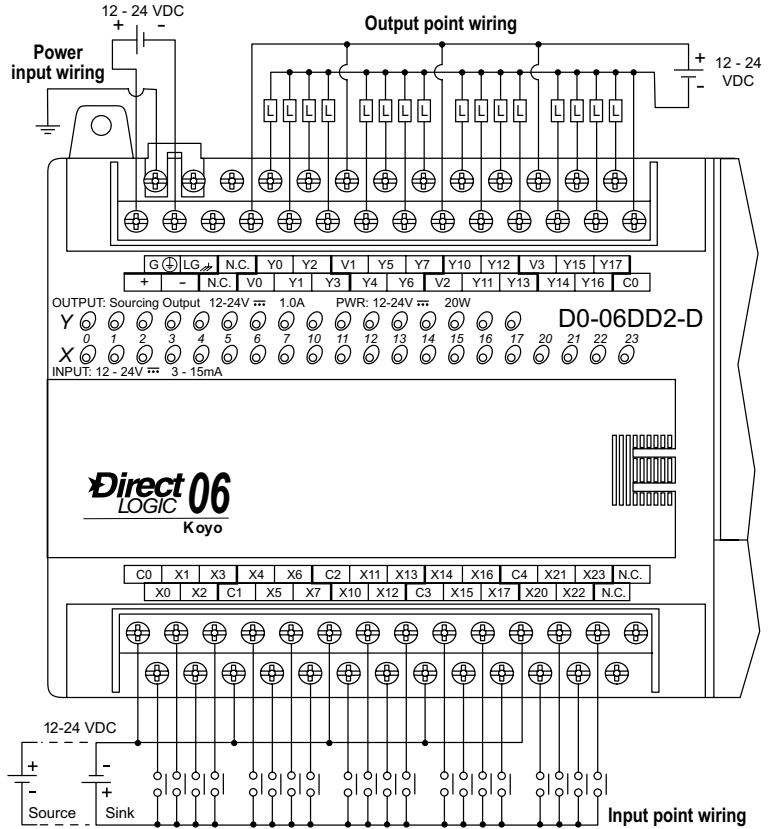 12 - 24 VDC
+ -
Power
input wiring
Output point wiring
+
-
12 - 24
VDC
L L L L L L L L L L L L L L L L
G LG N.C. Y0 Y2 V1 Y5 Y7 Y10 Y12 V3 Y15 Y17
+ - N.C. V0 Y1 Y3 Y4 Y6 V2 Y11 Y13 Y14 Y16 C0
OUTPUT: Sourcing Output 12-24V 1.0A PWR: 12-24V 20W
Y
D0-06DD2-D
0 1 2 3 4 5 6 7 10 11 12 13 14 15 16 17 20 21 22 23
X
INPUT: 12 - 24V 3 - 15mA
Direct
LOGIC
06
Koyo
C0 X1 X3 X4 X6 C2 X11 X13 X14 X16 C4 X21 X23 N.C.
X0 X2 C1 X5 X7 X10 X12 C3 X15 X17 X20 X22 N.C.
12-24 VDC
+ -
- +
Source Sink
Input point wiring